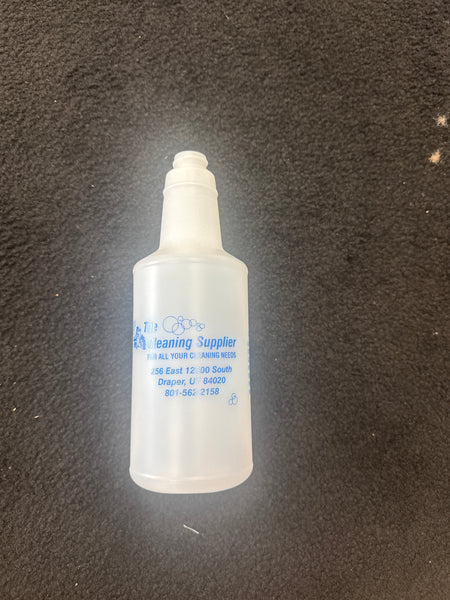 The
Cleaning Supplier
FOR ALL YOUR CLEANING NEEDS
256 East 12300 South
Draper, UT 84020
801-562-2158